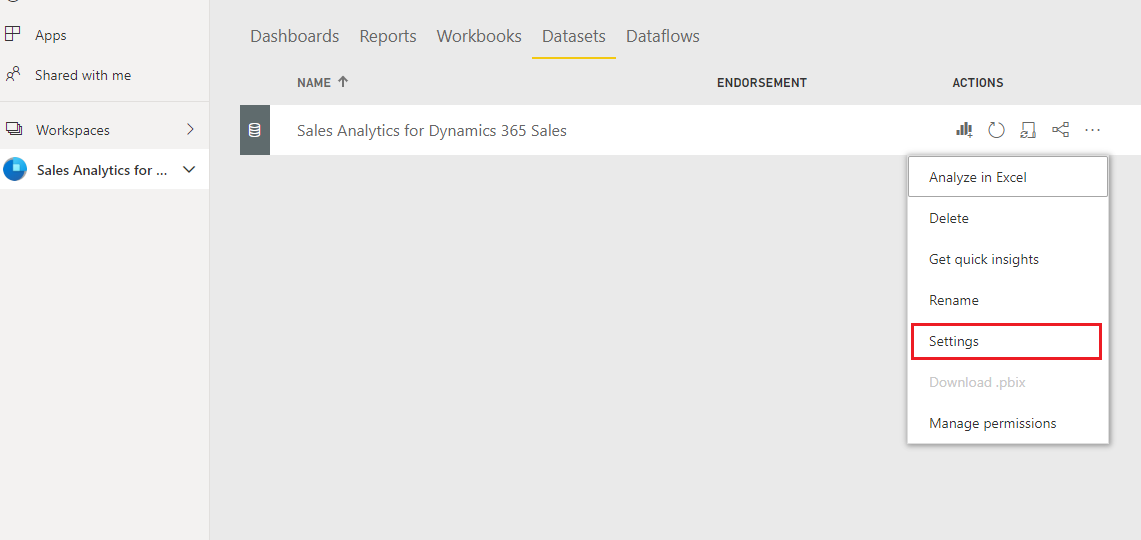 Apps
Shared with me
Workspaces
Sales Analytics for ...
Dashboards Reports Workbooks Datasets Dataflows
NAME ENDORSEMENT ACTIONS
Sales Analytics for Dynamics 365 Sales
Analyze in Excel
Delete
Get quick insights
Rename
Settings
Download .pbix
Manage permissions